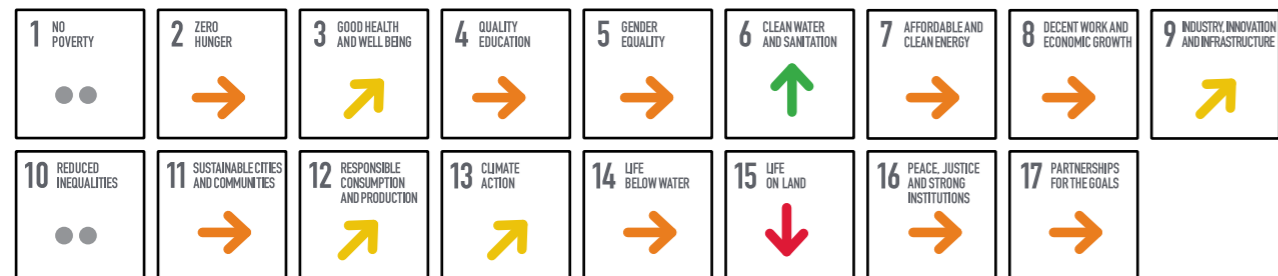 1 NO
POVERTY
2 ZERO
HUNGER
3 GOOD HEALTH
AND WELL BEING
4 QUALITY
EDUCATION
5 GENDER
EQUALITY
6 CLEAN WATER
AND SANITATION
7 AFFORDABLE AND
CLEAN ENERGY
8 DECENT WORK AND
ECONOMIC GROWTH
9 INDUSTRY, INNOVATION
AND INFRASTRUCTURE
10 REDUCED
INEQUALITIES
11 SUSTAINABLE CITIES
AND COMMUNITIES
12 RESPONSIBLE
CONSUMPTION
AND PRODUCTION
13 CLIMATE
ACTION
14 LIFE
BELOW WATER
15 LIFE
ON LAND
16 PEACE, JUSTICE
AND STRONG
INSTITUTIONS
17 PARTNERSHIPS
FOR THE GOALS